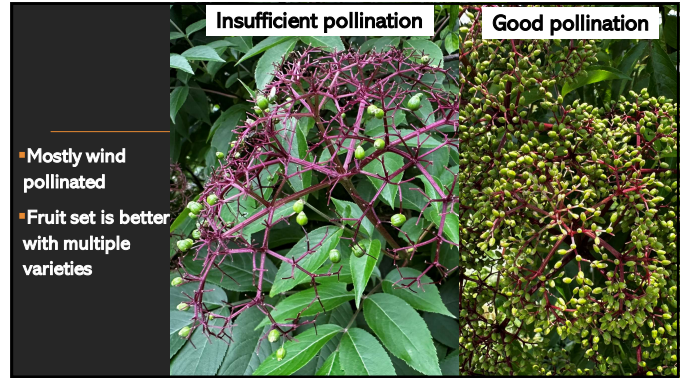 Insufficient pollination
Good pollination
▪Mostly wind
pollinated
▪Fruit set is better
with multiple
varieties